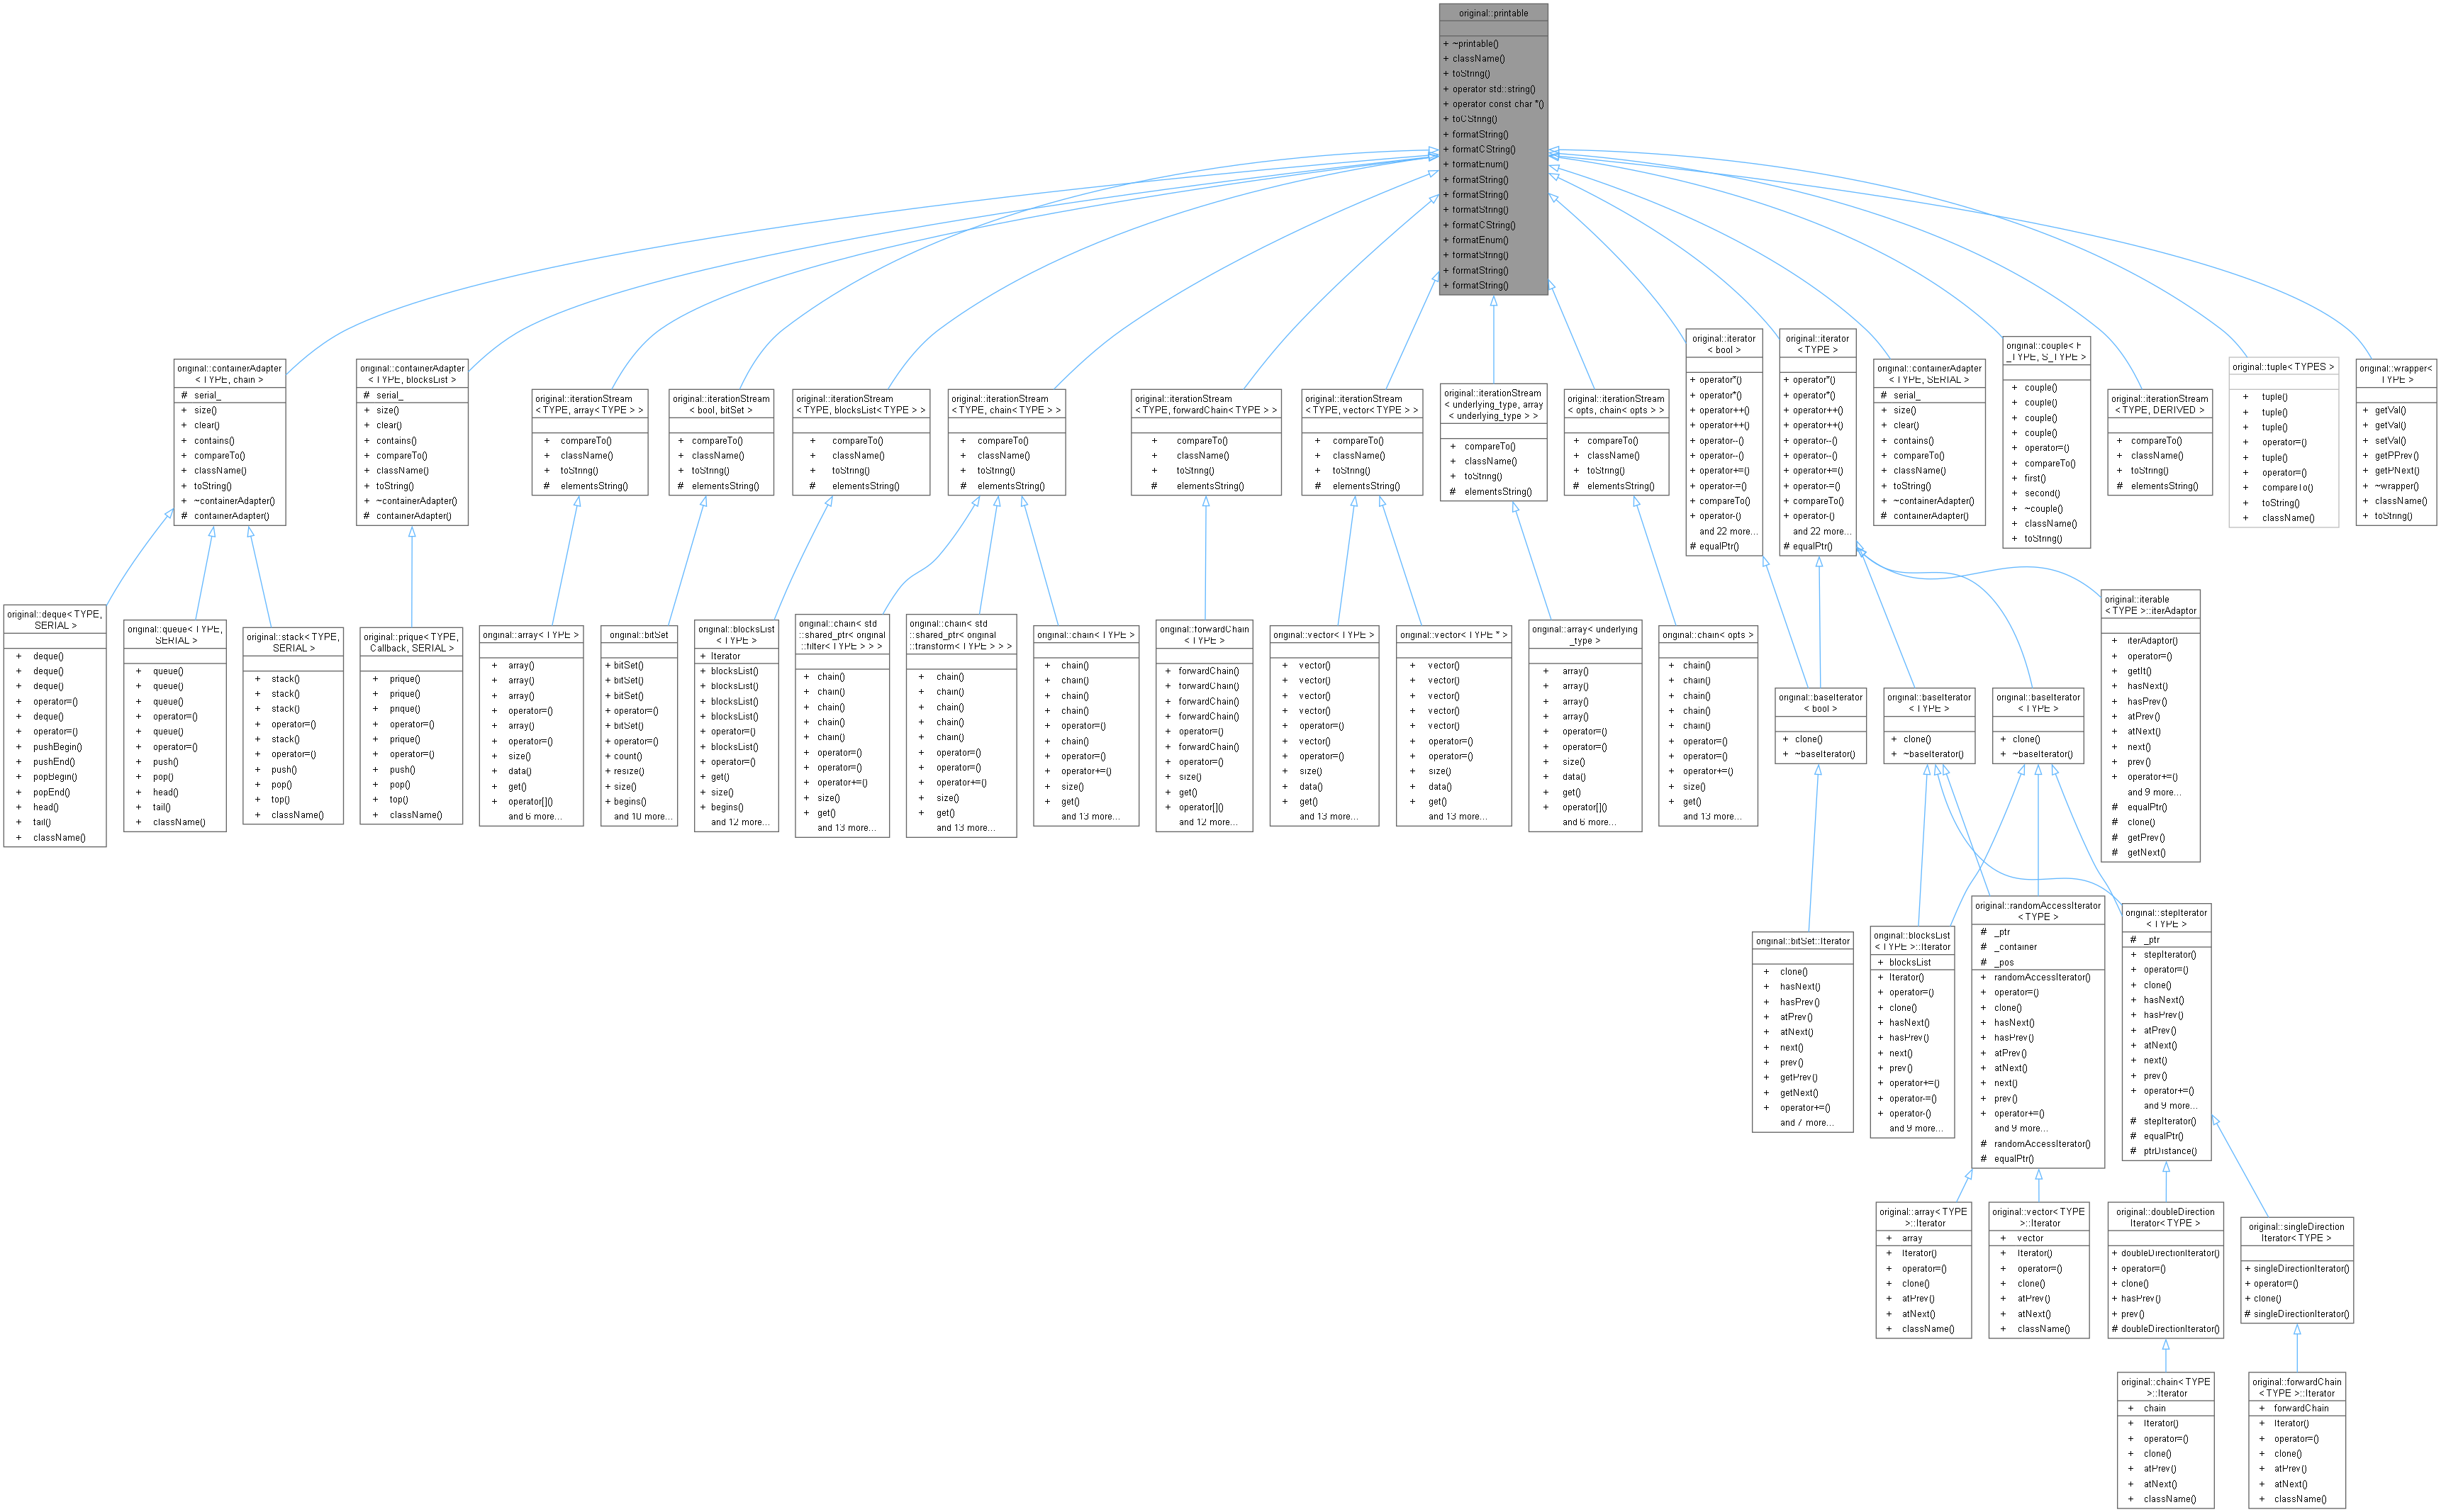 original::printable
+ ~printable()
+ className()
+ toString()
+ operator std::string()
+ operator const char *()
+ toCString()
+ formatString()
+ formatCString()
+ formatEnum()
+ formatString()
+ formatString()
+ formatString()
+ formatCString()
+ formatEnum()
+ formatString()
+ formatString()
+ formatString()
original::containerAdapter
< TYPE, chain >
# serial_
+ size()
+ clear()
+ contains()
+ compareTo()
+ className()
+ toString()
+ ~containerAdapter()
# containerAdapter()
original::containerAdapter
< TYPE, blocksList >
# serial_
+ size()
+ clear()
+ contains()
+ compareTo()
+ className()
+ toString()
+ ~containerAdapter()
# containerAdapter()
original::iterationStream
< TYPE, array< TYPE > >
+ compareTo()
+ className()
+ toString()
# elementsString()
original::iterationStream
< bool, bitSet >
+ compareTo()
+ className()
+ toString()
# elementsString()
original::iterationStream
< TYPE, blocksList< TYPE > >
+ compareTo()
+ className()
+ toString()
# elementsString()
original::iterationStream
< TYPE, chain< TYPE > >
+ compareTo()
+ className()
+ toString()
# elementsString()
original::iterationStream
< TYPE, forwardChain< TYPE > >
+ compareTo()
+ className()
+ toString()
# elementsString()
original::iterationStream
< TYPE, vector< TYPE > >
+ compareTo()
+ className()
+ toString()
# elementsString()
original::iterationStream
< underlying_type, array
< underlying_type > >
+ compareTo()
+ className()
+ toString()
# elementsString()
original::iterationStream
< opts, chain< opts > >
+ compareTo()
+ className()
+ toString()
# elementsString()
original::iterator
< bool >
+ operator*()
+ operator*()
+ operator++()
+ operator++()
+ operator--()
+ operator--()
+ operator+=()
+ operator-=()
+ compareTo()
+ operator-()
and 22 more...
# equalPtr()
original::iterator
< TYPE >
+ operator*()
+ operator*()
+ operator++()
+ operator++()
+ operator--()
+ operator--()
+ operator+=()
+ operator-=()
+ compareTo()
+ operator-()
and 22 more...
# equalPtr()
original::containerAdapter
< TYPE, SERIAL >
# serial_
+ size()
+ clear()
+ contains()
+ compareTo()
+ className()
+ toString()
+ ~containerAdapter()
# containerAdapter()
original::couple< F
_TYPE, S_TYPE >
+ couple()
+ couple()
+ couple()
+ couple()
+ operator=()
+ compareTo()
+ first()
+ second()
+ ~couple()
+ className()
+ toString()
original::iterationStream
< TYPE, DERIVED >
+ compareTo()
+ className()
+ toString()
# elementsString()
original::tuple< TYPES >
+ tuple()
+ tuple()
+ tuple()
+ operator=()
+ tuple()
+ operator=()
+ compareTo()
+ toString()
+ className()
original::wrapper<
TYPE >
+ getVal()
+ getVal()
+ setVal()
+ getPPrev()
+ getPNext()
+ ~wrapper()
+ className()
+ toString()
original::deque< TYPE,
SERIAL >
+ deque()
+ deque()
+ deque()
+ operator=()
+ deque()
+ operator=()
+ pushBegin()
+ pushEnd()
+ popBegin()
+ popEnd()
+ head()
+ tail()
+ className()
original::queue< TYPE,
SERIAL >
+ queue()
+ queue()
+ queue()
+ operator=()
+ queue()
+ operator=()
+ push()
+ pop()
+ head()
+ tail()
+ className()
original::stack< TYPE,
SERIAL >
+ stack()
+ stack()
+ stack()
+ operator=()
+ stack()
+ operator=()
+ push()
+ pop()
+ top()
+ className()
original::prique< TYPE,
Callback, SERIAL >
+ prique()
+ prique()
+ prique()
+ operator=()
+ prique()
+ operator=()
+ push()
+ pop()
+ top()
+ className()
original::array< TYPE >
+ array()
+ array()
+ array()
+ operator=()
+ array()
+ operator=()
+ size()
+ data()
+ get()
+ operator[]()
and 6 more...
original::bitSet
+ bitSet()
+ bitSet()
+ bitSet()
+ operator=()
+ bitSet()
+ operator=()
+ count()
+ resize()
+ size()
+ begins()
and 10 more...
original::blocksList
< TYPE >
+ Iterator
+ blocksList()
+ blocksList()
+ blocksList()
+ blocksList()
+ operator=()
+ blocksList()
+ operator=()
+ get()
+ size()
+ begins()
and 12 more...
original::chain< std
::shared_ptr< original
::filter< TYPE > > >
+ chain()
+ chain()
+ chain()
+ chain()
+ chain()
+ operator=()
+ operator=()
+ operator+=()
+ size()
+ get()
and 13 more...
original::chain< std
::shared_ptr< original
::transform< TYPE > > >
+ chain()
+ chain()
+ chain()
+ chain()
+ chain()
+ operator=()
+ operator=()
+ operator+=()
+ size()
+ get()
and 13 more...
original::chain< TYPE >
+ chain()
+ chain()
+ chain()
+ chain()
+ operator=()
+ chain()
+ operator=()
+ operator+=()
+ size()
+ get()
and 13 more...
original::forwardChain
< TYPE >
+ forwardChain()
+ forwardChain()
+ forwardChain()
+ forwardChain()
+ operator=()
+ forwardChain()
+ operator=()
+ size()
+ get()
+ operator[]()
and 12 more...
original::vector< TYPE >
+ vector()
+ vector()
+ vector()
+ vector()
+ operator=()
+ vector()
+ operator=()
+ size()
+ data()
+ get()
and 13 more...
original::vector< TYPE * >
+ vector()
+ vector()
+ vector()
+ vector()
+ vector()
+ operator=()
+ operator=()
+ size()
+ data()
+ get()
and 13 more...
original::array< underlying
_type >
+ array()
+ array()
+ array()
+ array()
+ operator=()
+ operator=()
+ size()
+ data()
+ get()
+ operator[]()
and 6 more...
original::chain< opts >
+ chain()
+ chain()
+ chain()
+ chain()
+ chain()
+ operator=()
+ operator=()
+ operator+=()
+ size()
+ get()
and 13 more...
original::baseIterator
< bool >
+ clone()
+ ~baseIterator()
original::baseIterator
< TYPE >
+ clone()
+ ~baseIterator()
original::baseIterator
< TYPE >
+ clone()
+ ~baseIterator()
original::iterable
< TYPE >::iterAdaptor
+ iterAdaptor()
+ operator=()
+ getIt()
+ hasNext()
+ hasPrev()
+ atPrev()
+ atNext()
+ next()
+ prev()
+ operator+=()
and 9 more...
# equalPtr()
# clone()
# getPrev()
# getNext()
original::bitSet::Iterator
+ clone()
+ hasNext()
+ hasPrev()
+ atPrev()
+ atNext()
+ next()
+ prev()
+ getPrev()
+ getNext()
+ operator+=()
and 7 more...
original::blocksList
< TYPE >::Iterator
+ blocksList
+ Iterator()
+ operator=()
+ clone()
+ hasNext()
+ hasPrev()
+ next()
+ prev()
+ operator+=()
+ operator-=()
+ operator-()
and 9 more...
original::randomAccessIterator
< TYPE >
# _ptr
# _container
# _pos
+ randomAccessIterator()
+ operator=()
+ clone()
+ hasNext()
+ hasPrev()
+ atPrev()
+ atNext()
+ next()
+ prev()
+ operator+=()
and 9 more...
# randomAccessIterator()
# equalPtr()
original::stepIterator
< TYPE >
# _ptr
+ stepIterator()
+ operator=()
+ clone()
+ hasNext()
+ hasPrev()
+ atPrev()
+ atNext()
+ next()
+ prev()
+ operator+=()
and 9 more...
# stepIterator()
# equalPtr()
# ptrDistance()
original::array< TYPE
>::Iterator
+ array
+ Iterator()
+ operator=()
+ clone()
+ atPrev()
+ atNext()
+ className()
original::vector< TYPE
>::Iterator
+ vector
+ Iterator()
+ operator=()
+ clone()
+ atPrev()
+ atNext()
+ className()
original::doubleDirection
Iterator< TYPE >
+ doubleDirectionIterator()
+ operator=()
+ clone()
+ hasPrev()
+ prev()
# doubleDirectionIterator()
original::singleDirection
Iterator< TYPE >
+ singleDirectionIterator()
+ operator=()
+ clone()
# singleDirectionIterator()
original::chain< TYPE
>::Iterator
+ chain
+ Iterator()
+ operator=()
+ clone()
+ atPrev()
+ atNext()
+ className()
original::forwardChain
< TYPE >::Iterator
+ forwardChain
+ Iterator()
+ operator=()
+ clone()
+ atPrev()
+ atNext()
+ className()